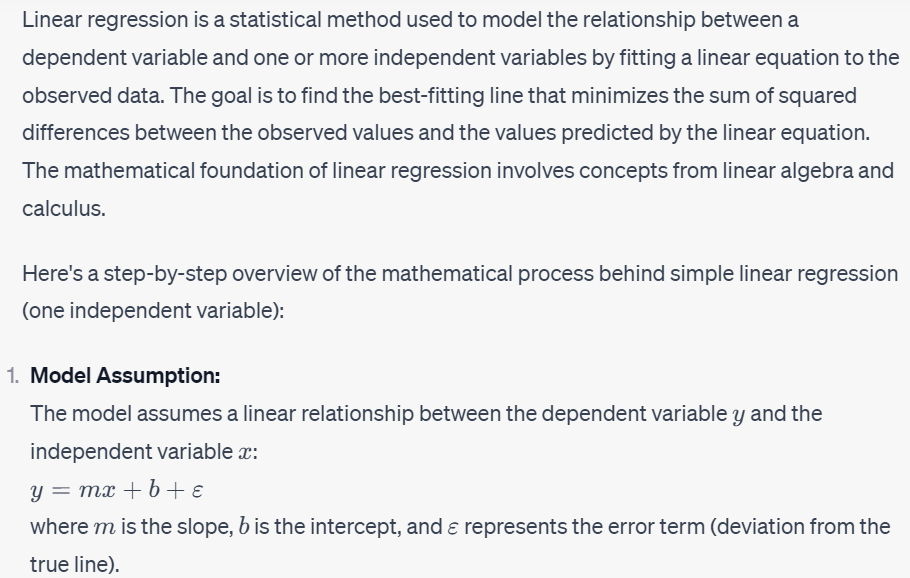 Linear regression is a statistical method used to model the relationship between a
dependent variable and one or more independent variables by fitting a linear equation to the
observed data. The goal is to find the best-fitting line that minimizes the sum of squared
differences between the observed values and the values predicted by the linear equation.
The mathematical foundation of linear regression involves concepts from linear algebra and
calculus.
Here's a step-by-step overview of the mathematical process behind simple linear regression
(one independent variable):
1. Model Assumption:
The model assumes a linear relationship between the dependent variable y and the
independent variable x:
y = mx + b + ε
where m is the slope, b is the intercept, and ε represents the error term (deviation from the
true line).